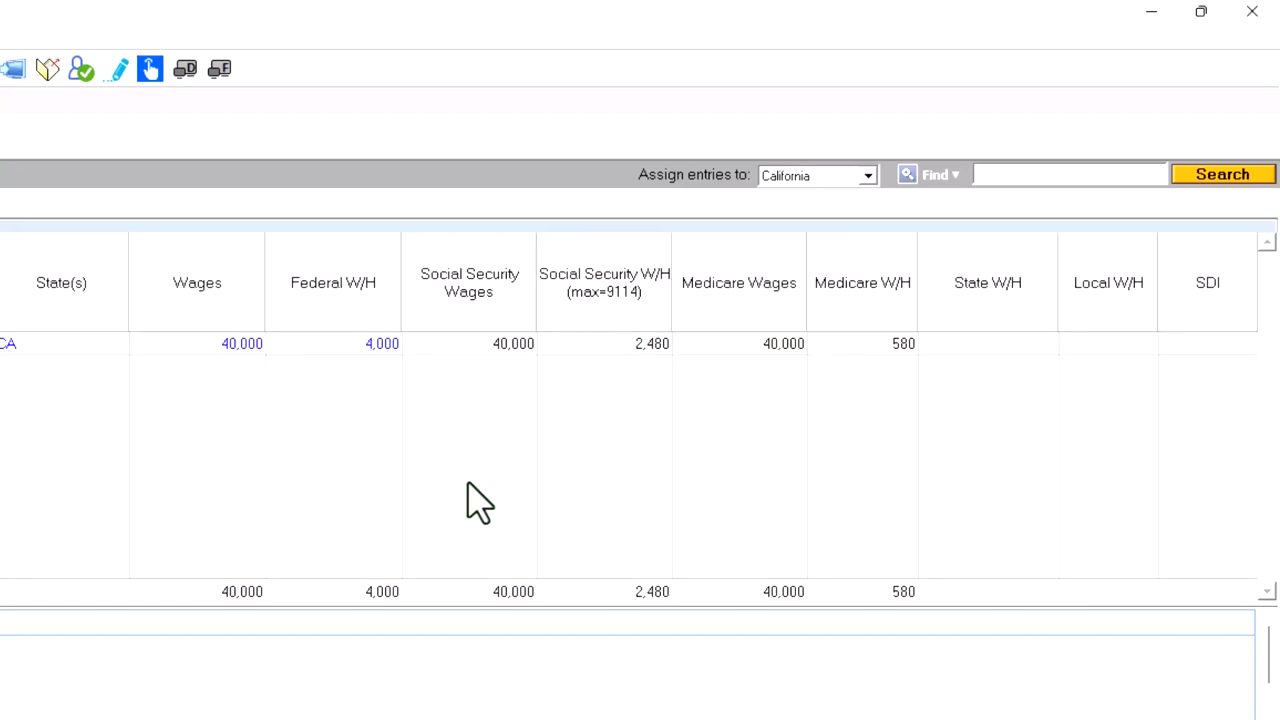 D F
Assign entries to: California Find Search
State(s) Wages Federal W/H Social Security Wages Social Security W/H (max=9114) Medicare Wages Medicare W/H State W/H Local W/H SDI
CA 40,000 4,000 40,000 2,480 40,000 580
40,000 4,000 40,000 2,480 40,000 580